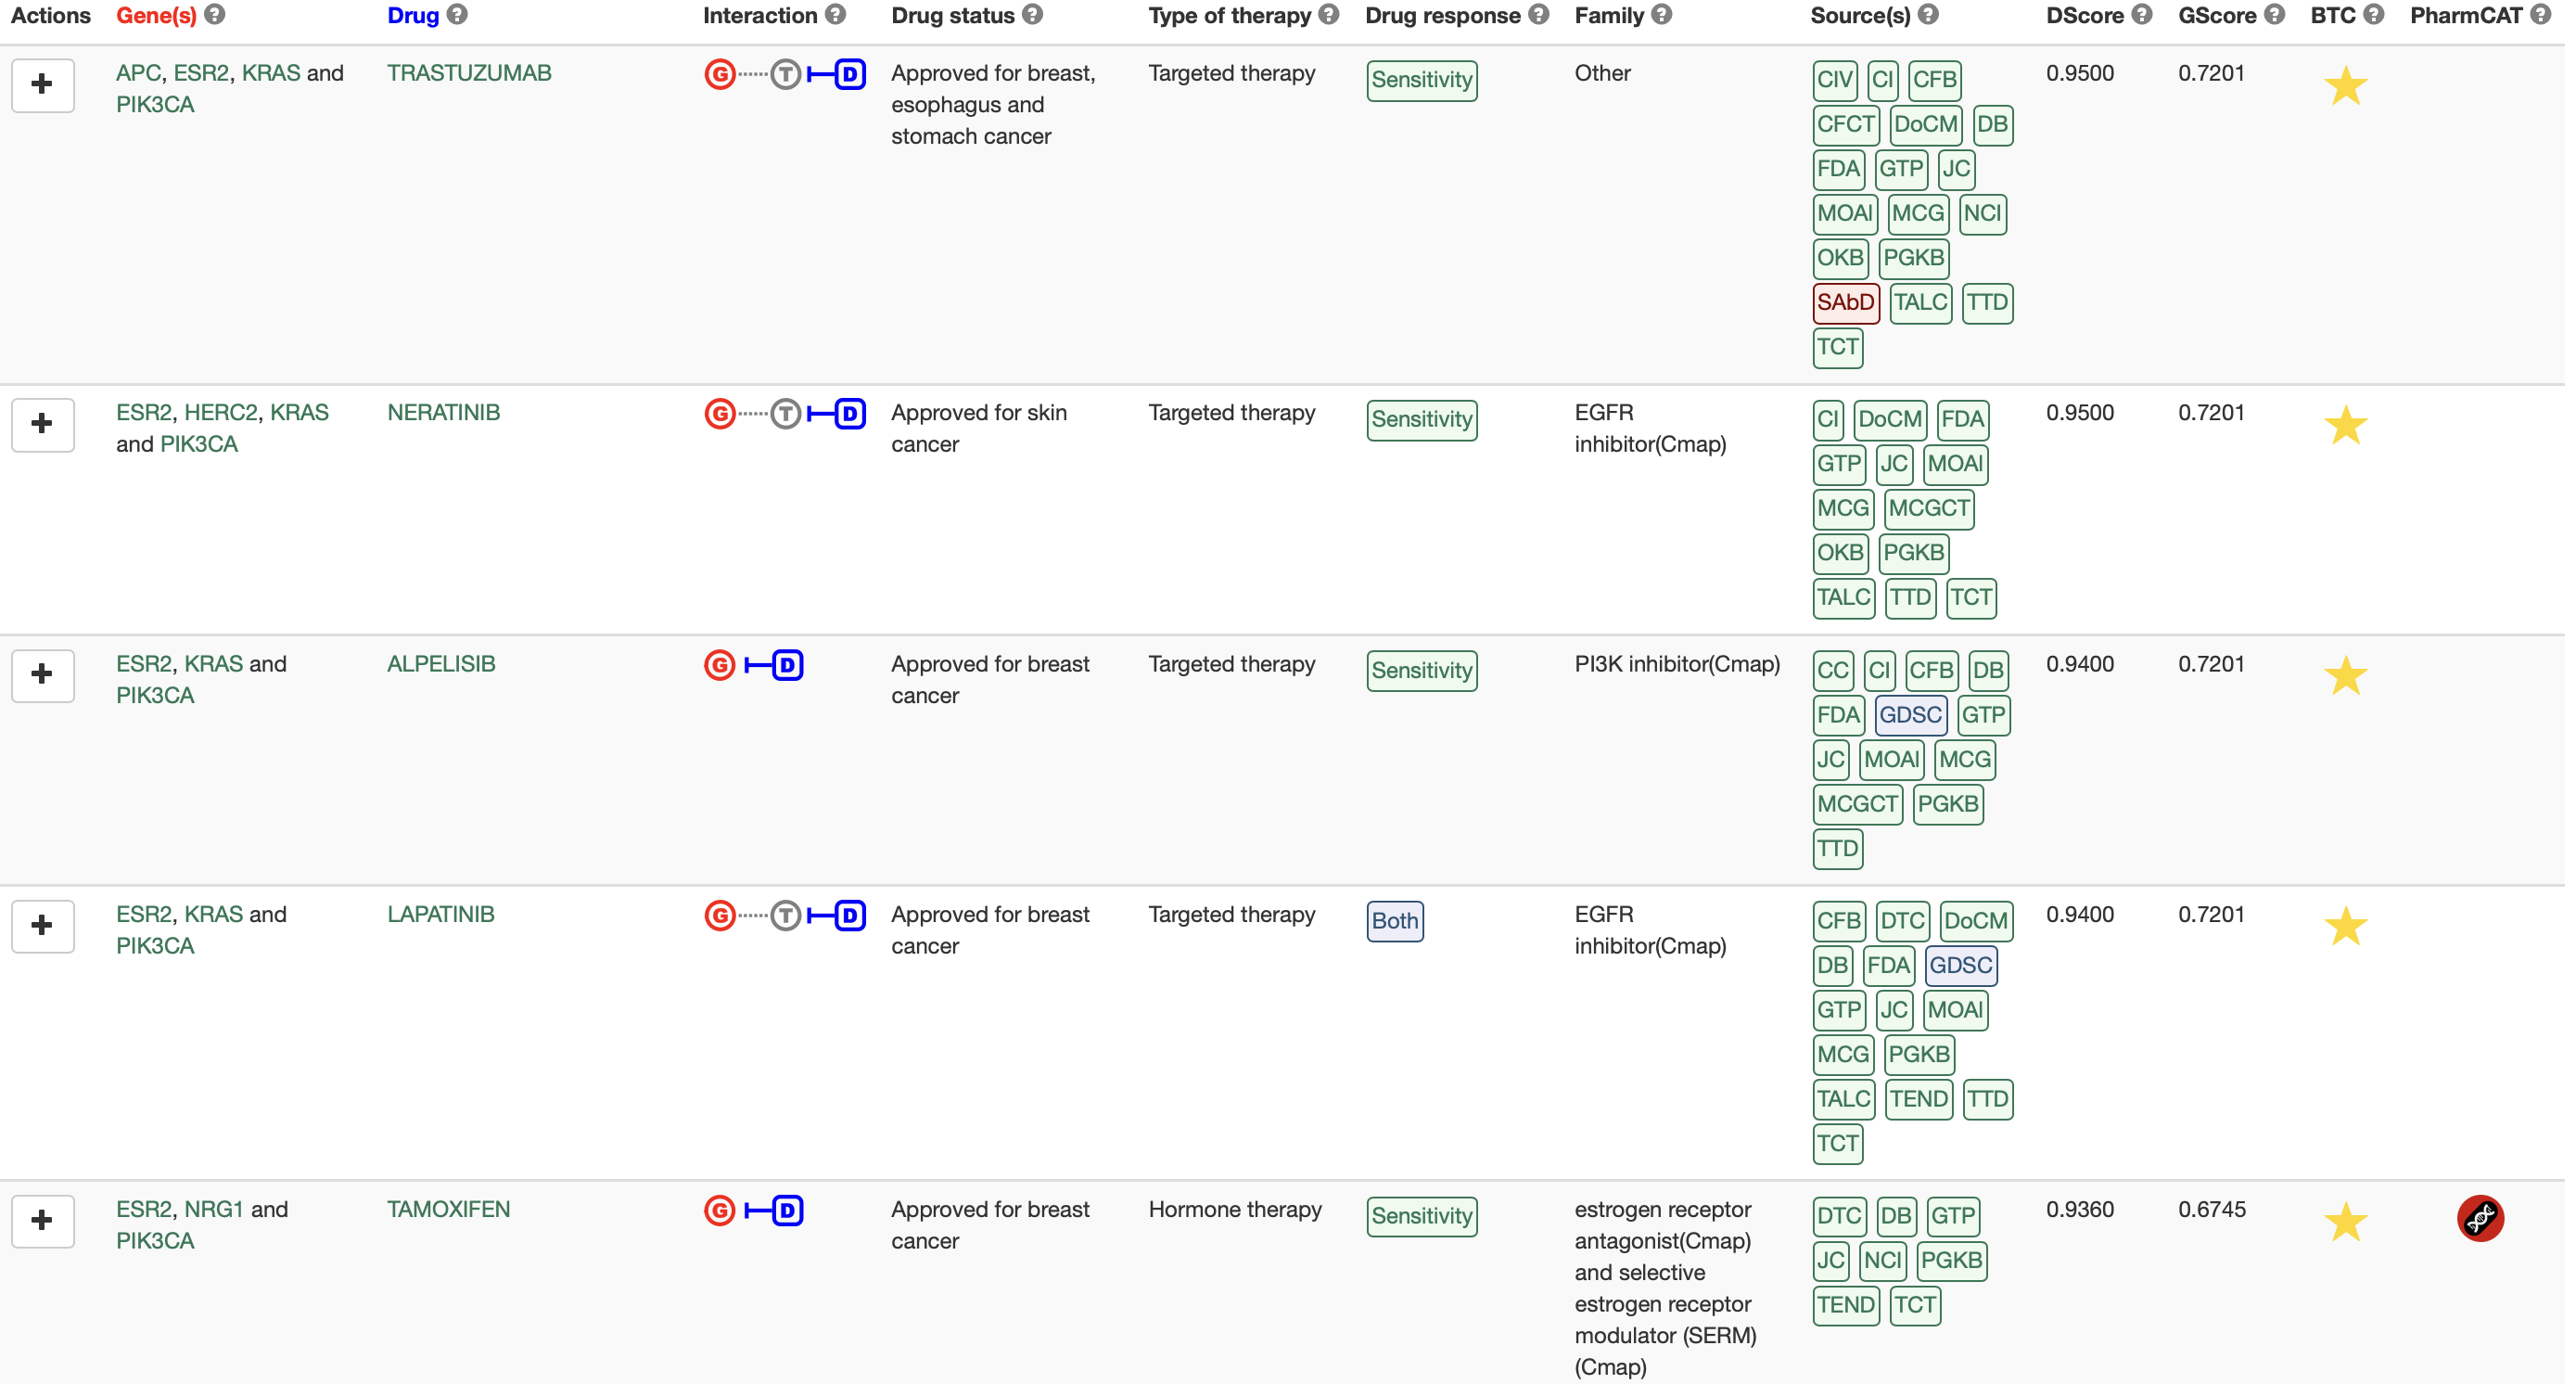 Actions Gene(s) Drug Interaction Drug status Type of therapy Drug response Family Source(s) DScore GScore BTC PharmCAT
APC, ESR2, KRAS and
PIK3CA
TRASTUZUMAB
G T D
Approved for breast,
esophagus and
stomach cancer
Targeted therapy
Sensitivity
Other
CIV CI CFB
CFCT DoCM DB
FDA GTP JC
MOAl MCG NCI
OKB PGKB
SAbD TALC TTD
TCT
0.9500
0.7201
ESR2, HERC2, KRAS
and PIK3CA
NERATINIB
G T D
Approved for skin
cancer
Targeted therapy
Sensitivity
EGFR
inhibitor(Cmap)
CI DoCM FDA
GTP JC MOAl
MCG MCGCT
OKB PGKB
TALC TTD TCT
0.9500
0.7201
ESR2, KRAS and
PIK3CA
ALPELISIB
G D
Approved for breast
cancer
Targeted therapy
Sensitivity
PI3K inhibitor(Cmap)
CC CI CFB DB
FDA GDSC GTP
JC MOAl MCG
MCGCT PGKB
TTD
0.9400
0.7201
ESR2, KRAS and
PIK3CA
LAPATINIB
G T D
Approved for breast
cancer
Targeted therapy
Both
EGFR
inhibitor(Cmap)
CFB DTC DoCM
DB FDA GDSC
GTP JC MOAl
MCG PGKB
TALC TEND TTD
TCT
0.9400
0.7201
ESR2, NRG1 and
PIK3CA
TAMOXIFEN
G D
Approved for breast
cancer
Hormone therapy
Sensitivity
estrogen receptor
antagonist(Cmap)
and selective
estrogen receptor
modulator (SERM)
(Cmap)
DTC DB GTP
JC NCI PGKB
TEND TCT
0.9360
0.6745